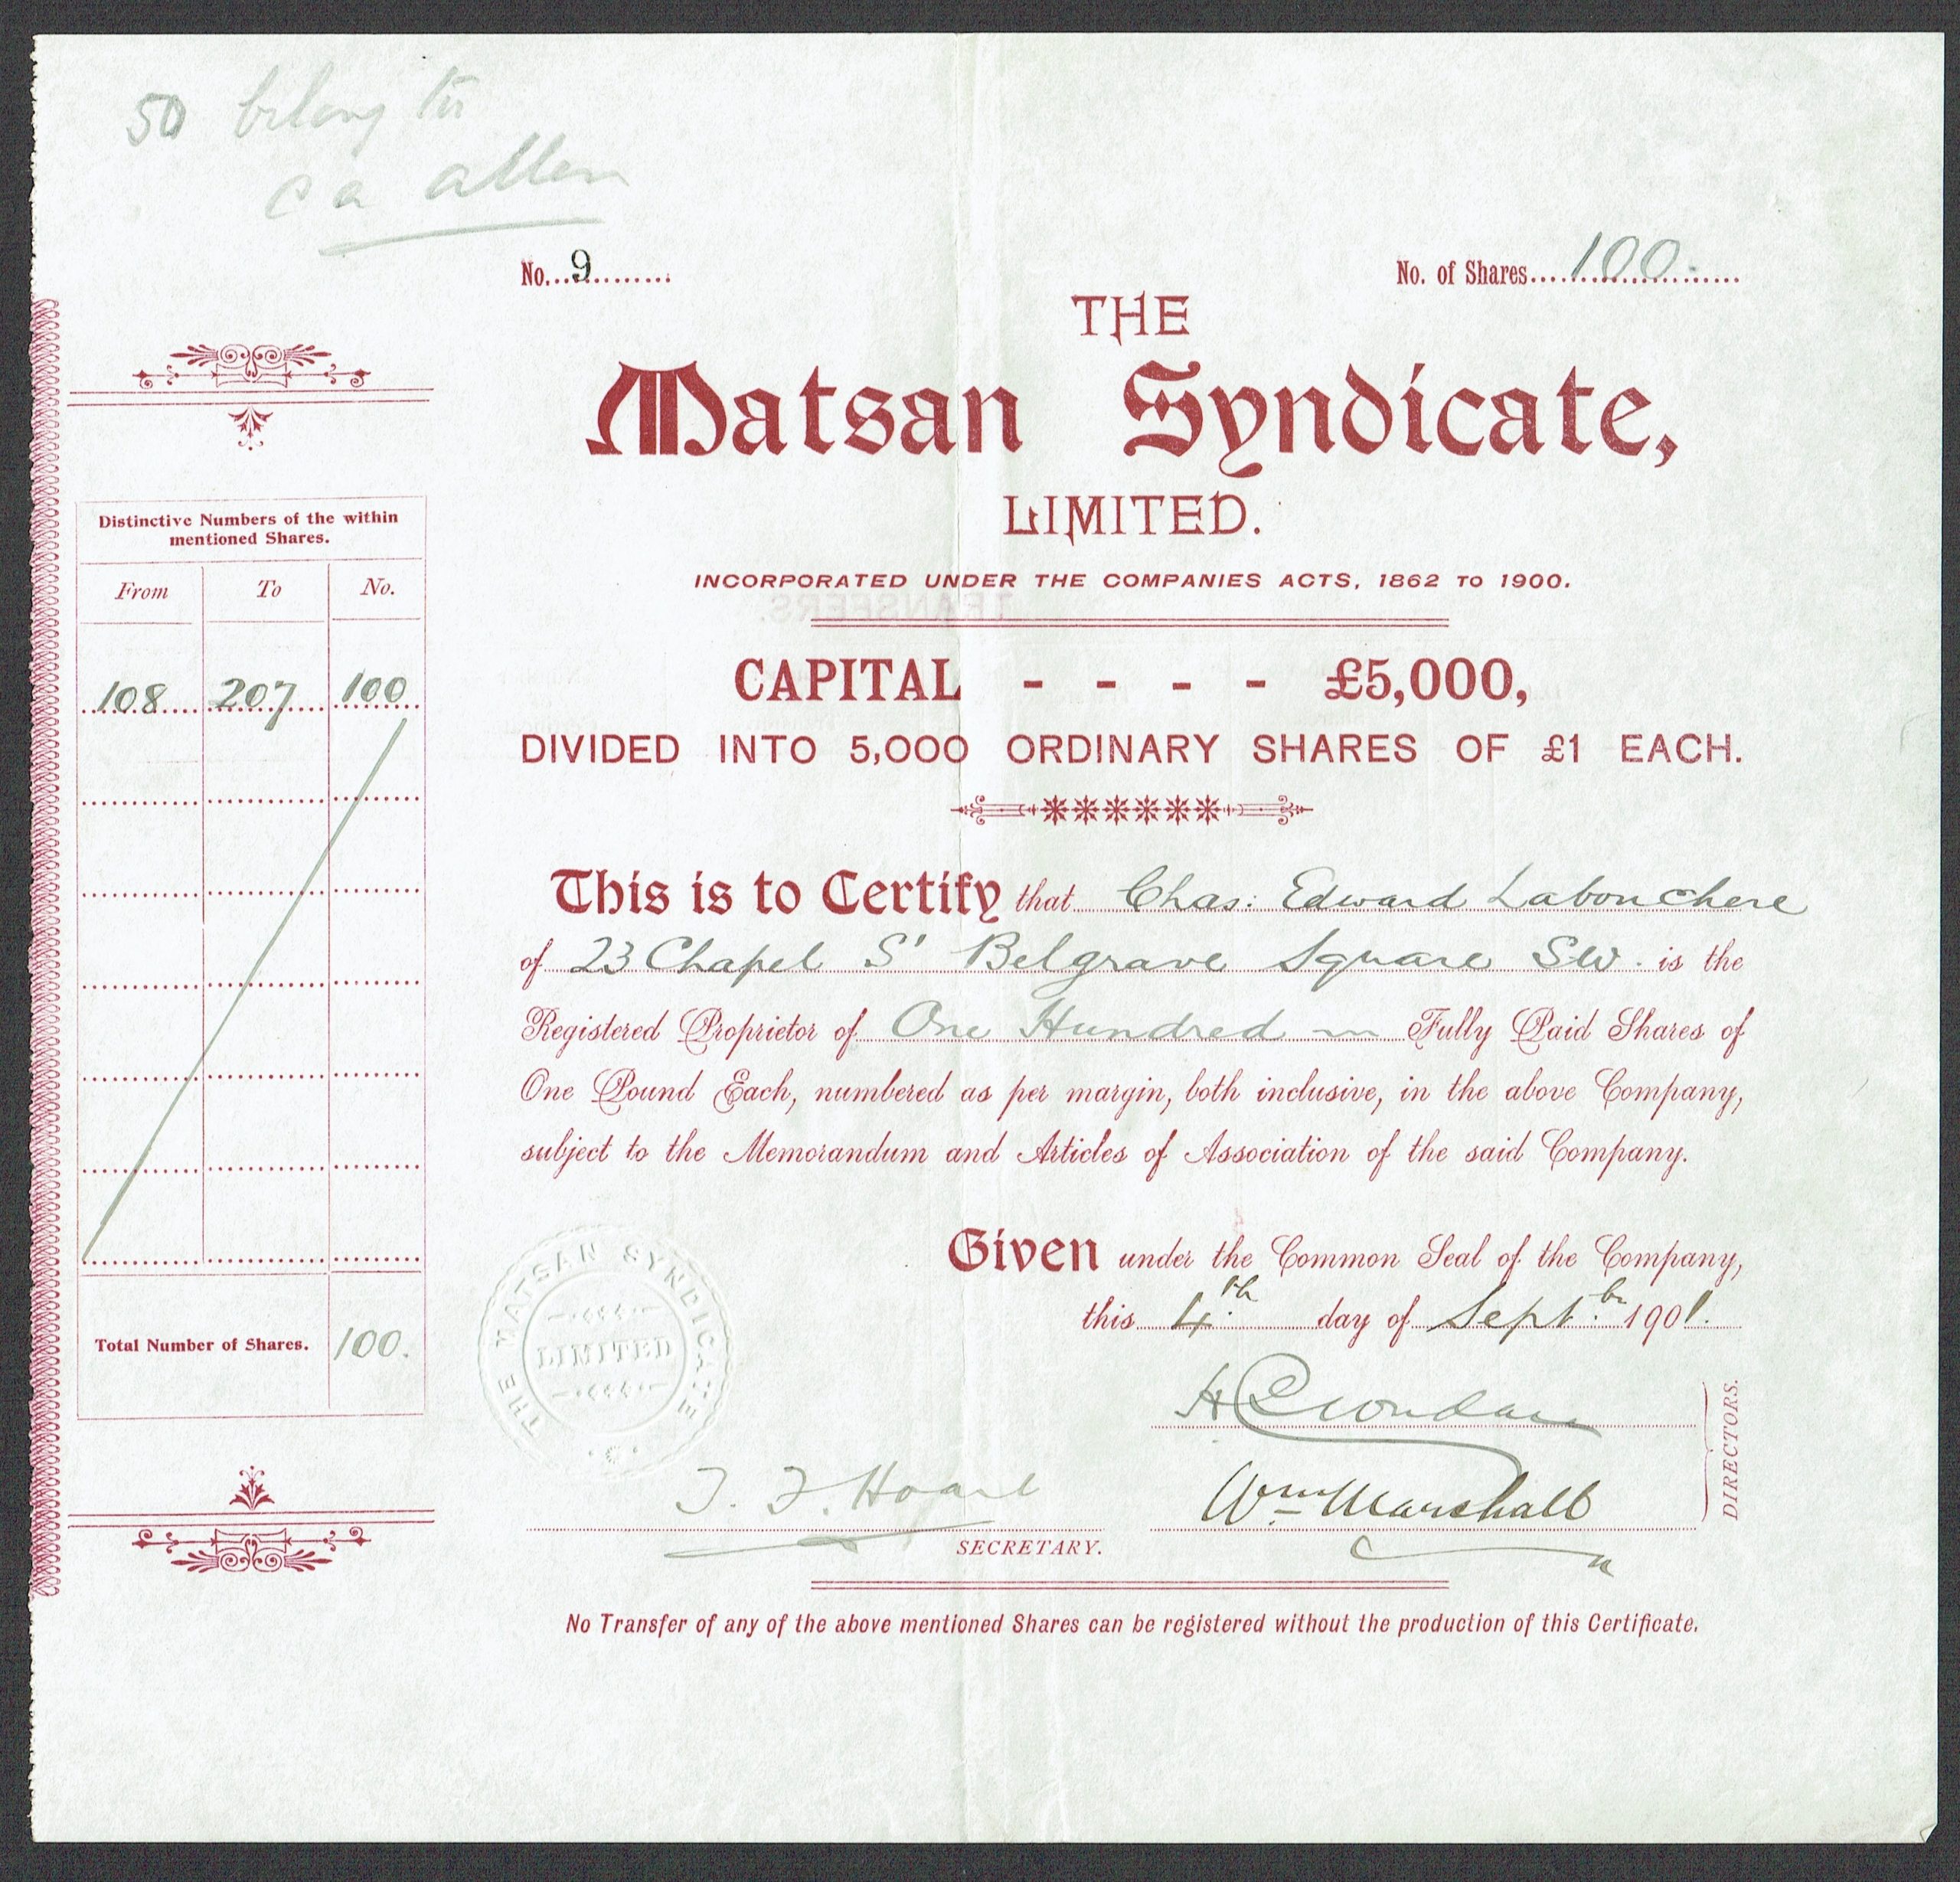 50 belong to
C A Allen
No. 9
No. of Shares 100
THE
Matsan Syndicate,
LIMITED.
INCORPORATED UNDER THE COMPANIES ACTS, 1862 TO 1900.
TRANSFERS.
CAPITAL - - - - £5,000,
DIVIDED INTO 5,000 ORDINARY SHARES OF £1 EACH.
Distinctive Numbers of the within
mentioned Shares.
From To No.
108 207 100
Total Number of Shares. 100.
This is to Certify that Chas: Edward Labouchere
of 23 Chapel St Belgrave Square S.W. is the
Registered Proprietor of One Hundred Fully Paid Shares of
One Pound Each, numbered as per margin, both inclusive, in the above Company,
subject to the Memorandum and Articles of Association of the said Company.
Given under the Common Seal of the Company,
this 4th day of Septbr 1901.
THE MATSAN SYNDICATE
LIMITED
H
Wm Marshall
DIRECTORS.
T. F. Hoare
SECRETARY.
No Transfer of any of the above mentioned Shares can be registered without the production of this Certificate.